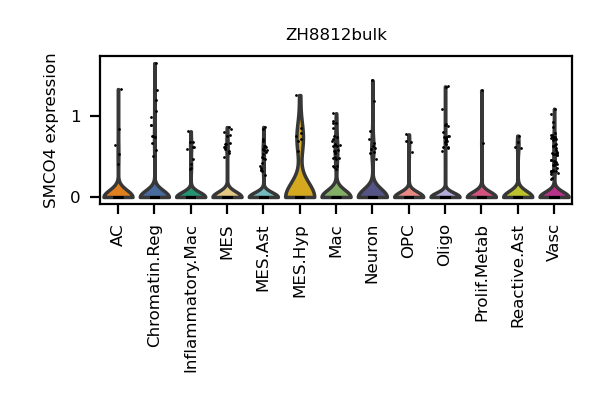 ZH8812bulk
SMCO4 expression
1
0
AC
Chromatin.Reg
Inflammatory.Mac
MES
MES.Ast
MES.Hyp
Mac
Neuron
OPC
Oligo
Prolif.Metab
Reactive.Ast
Vasc